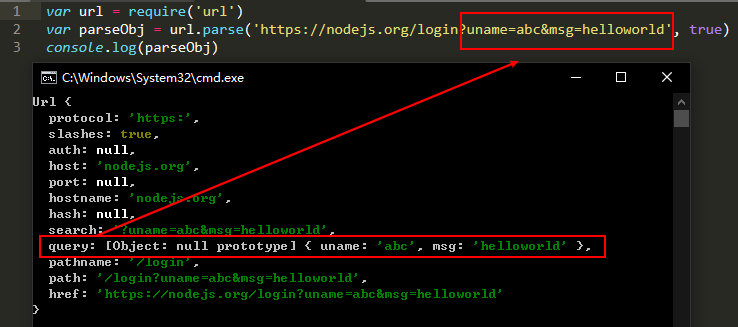 1 var url = require('url')
2 var parseObj = url.parse('https://nodejs.org/login?uname=abc&msg=helloworld', true)
3 console.log(parseObj)
C:\Windows\System32\cmd.exe
Url {
  protocol: 'https:',
  slashes: true,
  auth: null,
  host: 'nodejs.org',
  port: null,
  hostname: 'nodejs.org',
  hash: null,
  search: '?uname=abc&msg=helloworld',
  query: [Object: null prototype] { uname: 'abc', msg: 'helloworld' },
  pathname: '/login',
  path: '/login?uname=abc&msg=helloworld',
  href: 'https://nodejs.org/login?uname=abc&msg=helloworld'
}